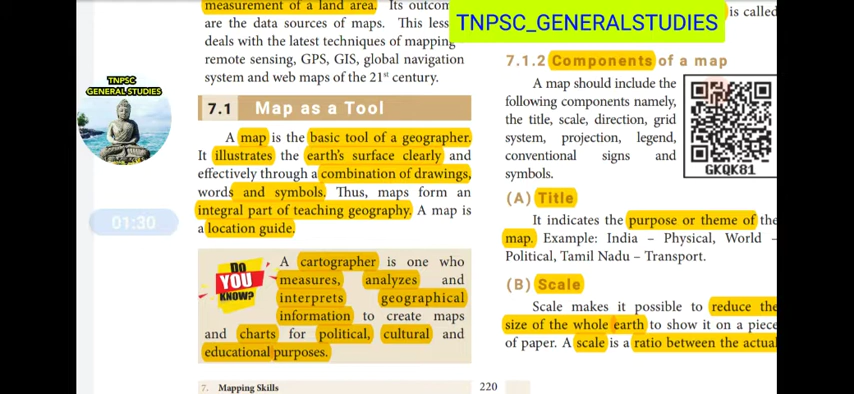 measurement of a land area. Its outcom
are the data sources of maps. This less
deals with the latest techniques of mapping
remote sensing, GPS, GIS, global navigation
system and web maps of the 21st century.
7.1 Map as a Tool
A map is the basic tool of a geographer.
It illustrates the earth's surface clearly and
effectively through a combination of drawings,
words and symbols. Thus, maps form an
integral part of teaching geography. A map is
a location guide.
DO
YOU
KNOW?
A cartographer is one who
measures, analyzes and
interprets geographical
information to create maps
and charts for political, cultural and
educational purposes.
7. Mapping Skills
220
TNPSC_GENERALSTUDIES
is called
7.1.2 Components of a map
A map should include the
following components namely,
the title, scale, direction, grid
system, projection, legend,
conventional signs and
symbols.
GKQK81
(A) Title
It indicates the purpose or theme of the
map. Example: India – Physical, World –
Political, Tamil Nadu – Transport.
(B) Scale
Scale makes it possible to reduce the
size of the whole earth to show it on a piece
of paper. A scale is a ratio between the actual
TNPSC
GENERAL STUDIES
01:30